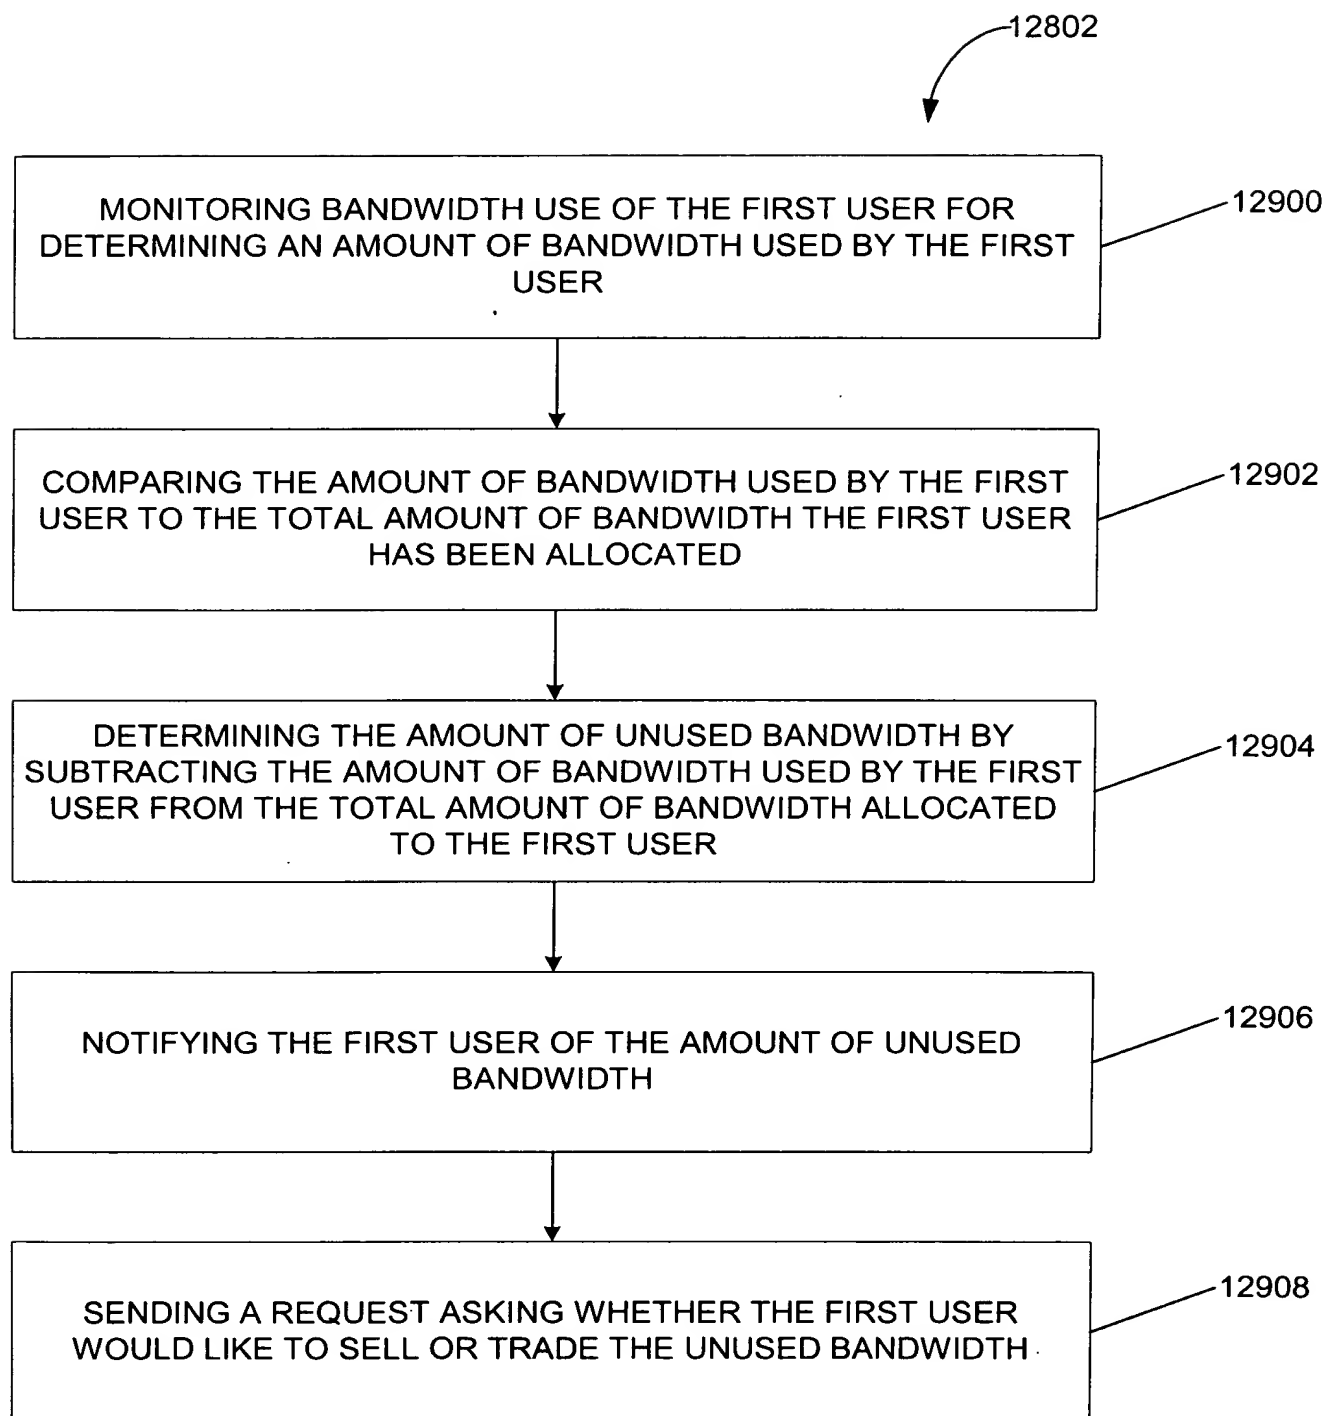 12802
MONITORING BANDWIDTH USE OF THE FIRST USER FOR
DETERMINING AN AMOUNT OF BANDWIDTH USED BY THE FIRST
USER
12900
COMPARING THE AMOUNT OF BANDWIDTH USED BY THE FIRST
USER TO THE TOTAL AMOUNT OF BANDWIDTH THE FIRST USER
HAS BEEN ALLOCATED
12902
DETERMINING THE AMOUNT OF UNUSED BANDWIDTH BY
SUBTRACTING THE AMOUNT OF BANDWIDTH USED BY THE FIRST
USER FROM THE TOTAL AMOUNT OF BANDWIDTH ALLOCATED
TO THE FIRST USER
12904
NOTIFYING THE FIRST USER OF THE AMOUNT OF UNUSED
BANDWIDTH
12906
SENDING A REQUEST ASKING WHETHER THE FIRST USER
WOULD LIKE TO SELL OR TRADE THE UNUSED BANDWIDTH
12908